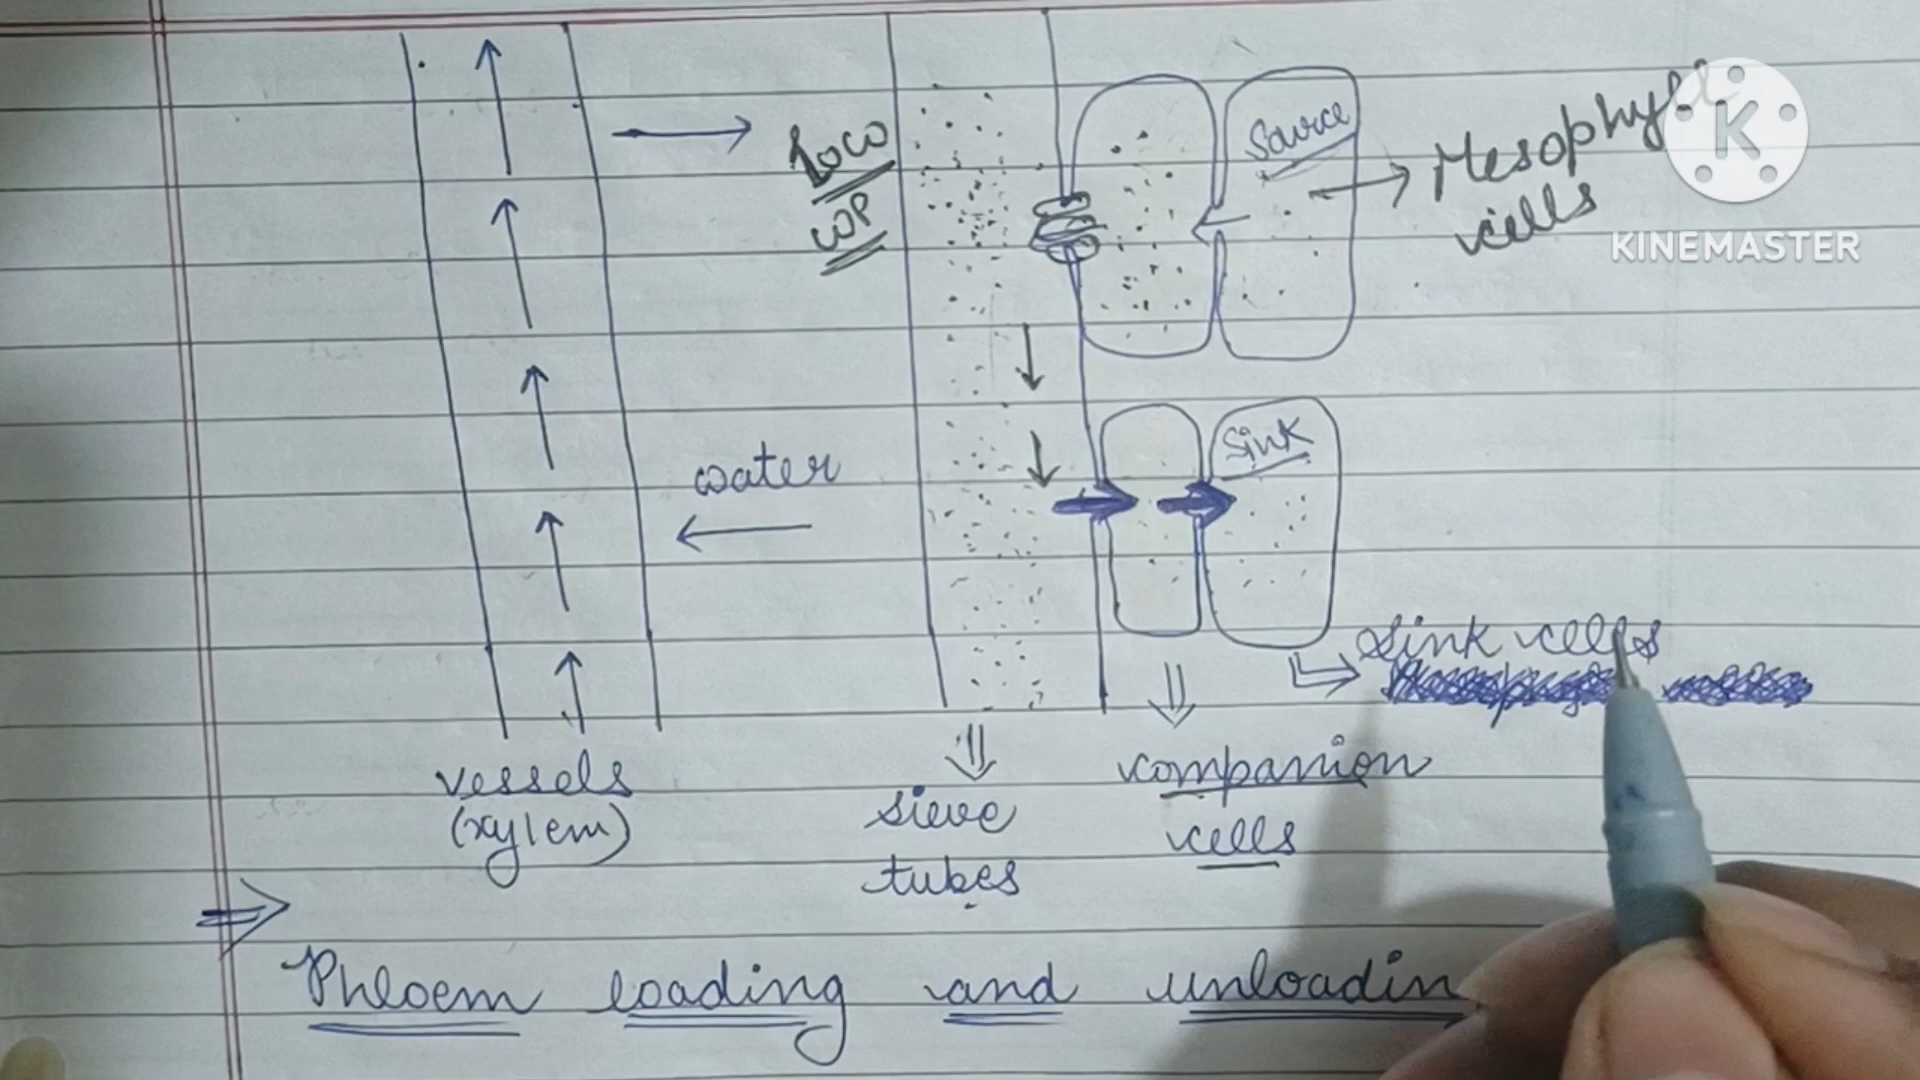 Source
Mesophyll
cells
K
KINEMASTER
WP
water
Sink
Sink cells
vessels
(xylem)
sieve
tubes
companion
cells
Phloem loading and unloadin